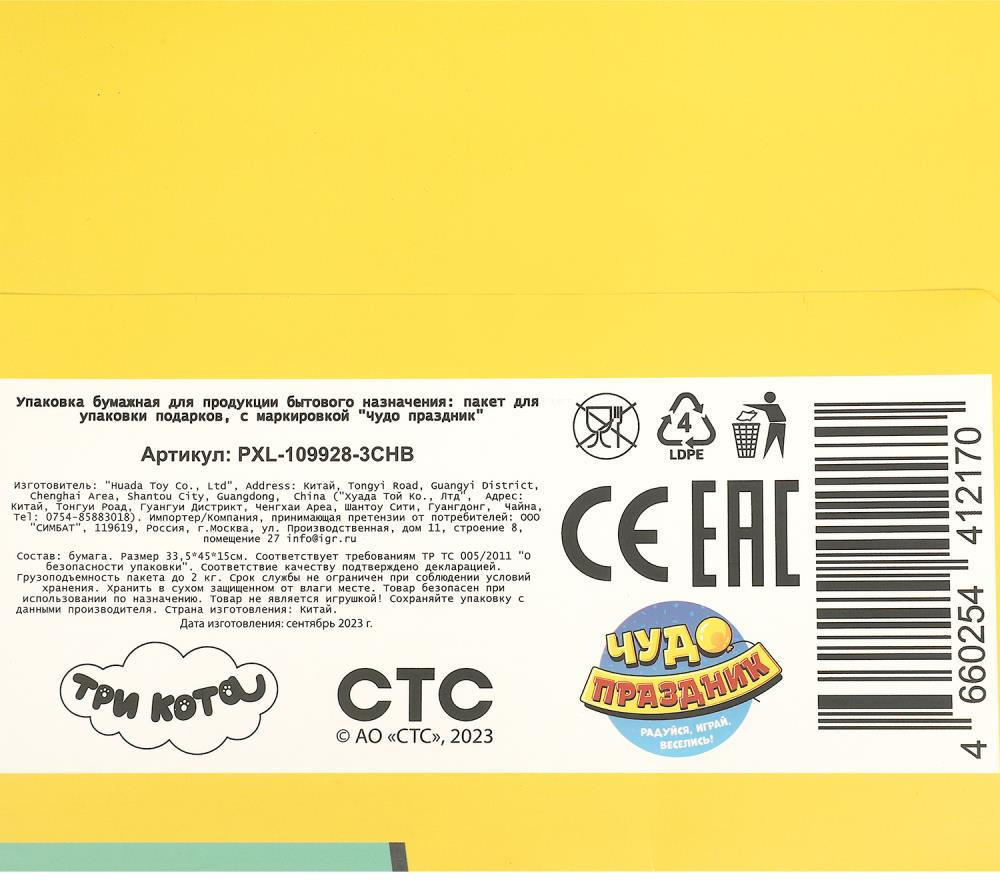 Упаковка бумажная для продукции бытового назначения: пакет для
упаковки подарков, с маркировкой "Чудо праздник"
Артикул: PXL-109928-3CHB
Изготовитель: "Huada Toy Co., Ltd", Address: Китай, Tongyi Road, Guangyi District,
Chenghai Area, Shantou City, Guangdong, China ("Хуада Той Ко., Лтд", Адрес:
Китай, Тонгуи Роад, Гуангуи Дистрикт, Ченгхаи Ареа, Шантоу Сити, Гуангдонг, Чайна,
Tel: 0754-85883018). Импортер/Компания, принимающая претензии от потребителей: ООО
"СИМБАТ", 119619, Россия, г.Москва, ул. Производственная, дом 11, строение 8,
помещение 27 info@igr.ru
Состав: бумага. Размер 33,5*45*15см. Соответствует требованиям ТР ТС 005/2011 "О
безопасности упаковки". Соответствие качеству подтверждено декларацией.
Грузоподъемность пакета до 2 кг. Срок службы не ограничен при соблюдении условий
хранения. Хранить в сухом защищенном от влаги месте. Товар безопасен при
использовании по назначению. Товар не является игрушкой! Сохраняйте упаковку с
данными производителя. Страна изготовления: Китай.
Дата изготовления: сентябрь 2023 г.
ТРИ КОТА
СТС
© АО «СТС», 2023
4
LDPE
CE EAC
ЧУДО
ПРАЗДНИК
РАДУЙСЯ, ИГРАЙ,
ВЕСЕЛИСЬ!
4 660254 412170